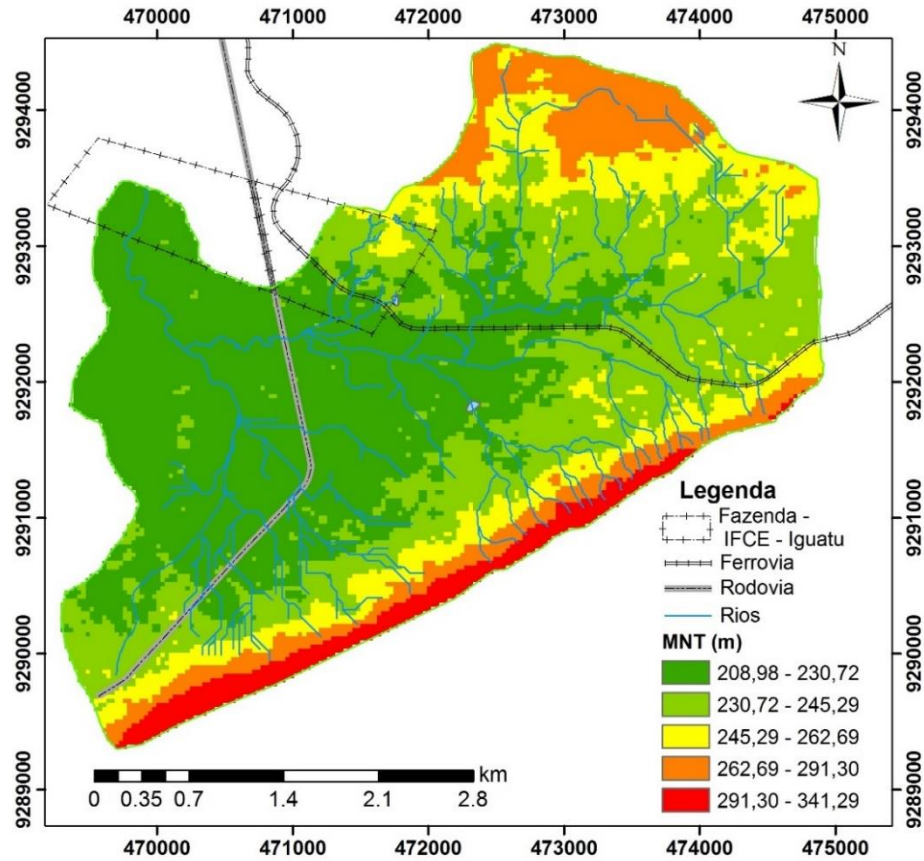 470000 471000 472000 473000 474000 475000
N
9294000 9294000
9293000 9293000
9292000 9292000
9291000 9291000
9290000 9290000
9289000 9289000
Legenda
Fazenda -
IFCE - Iguatu
Ferrovia
Rodovia
Rios
MNT (m)
208,98 - 230,72
230,72 - 245,29
245,29 - 262,69
262,69 - 291,30
291,30 - 341,29
km
0 0.35 0.7 1.4 2.1 2.8
470000 471000 472000 473000 474000 475000